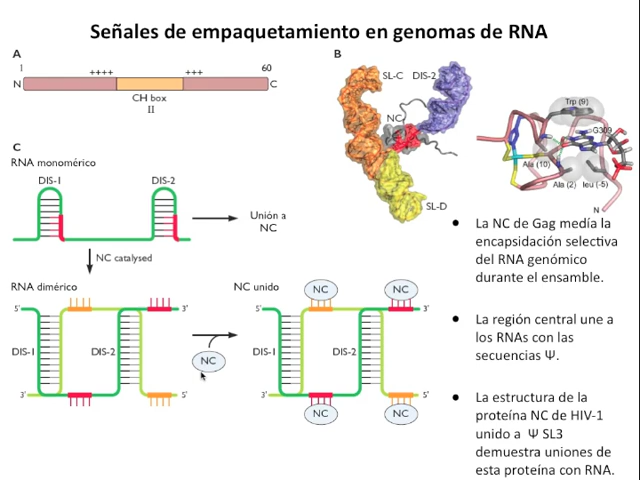 Señales de empaquetamiento en genomas de RNA
A
1
60
++++
+++
N
C
CH box
II
B
SL-C
DIS-2
NC
SL-D
Trp (9)
G309
Ala (10)
Ala (2)
leu (-5)
N
C
RNA monomérico
DIS-1
DIS-2
Unión a
NC
NC catalysed
RNA dimérico
NC unido
5'
3'
DIS-1
DIS-2
3'
5'
NC
5'
NC
NC
3'
DIS-1
DIS-2
3'
NC
NC
5'
• La NC de Gag medía la
encapsidación selectiva
del RNA genómico
durante el ensamble.
• La región central une a
los RNAs con las
secuencias Ψ.
• La estructura de la
proteína NC de HIV-1
unido a Ψ SL3
demuestra uniones de
esta proteína con RNA.